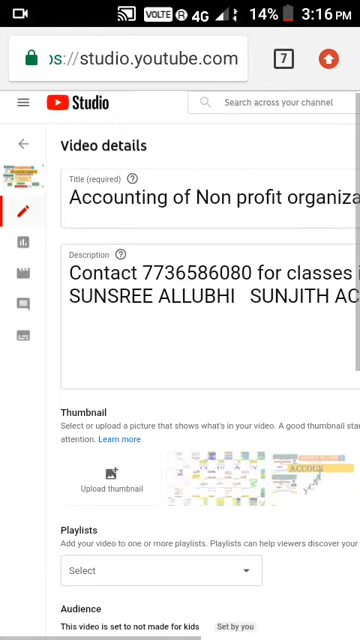 VOLTE R 4G 14% 3:16 PM
ps://studio.youtube.com 7
Studio Search across your channel
Video details
Title (required)
Accounting of Non profit organiza
Description
Contact 7736586080 for classes i
SUNSREE ALLUBHI SUNJITH AC
Thumbnail
Select or upload a picture that shows what's in your video. A good thumbnail stan
attention. Learn more
Upload thumbnail
ACCOUN
Playlists
Add your video to one or more playlists. Playlists can help viewers discover your
Select
Audience
This video is set to not made for kids Set by you